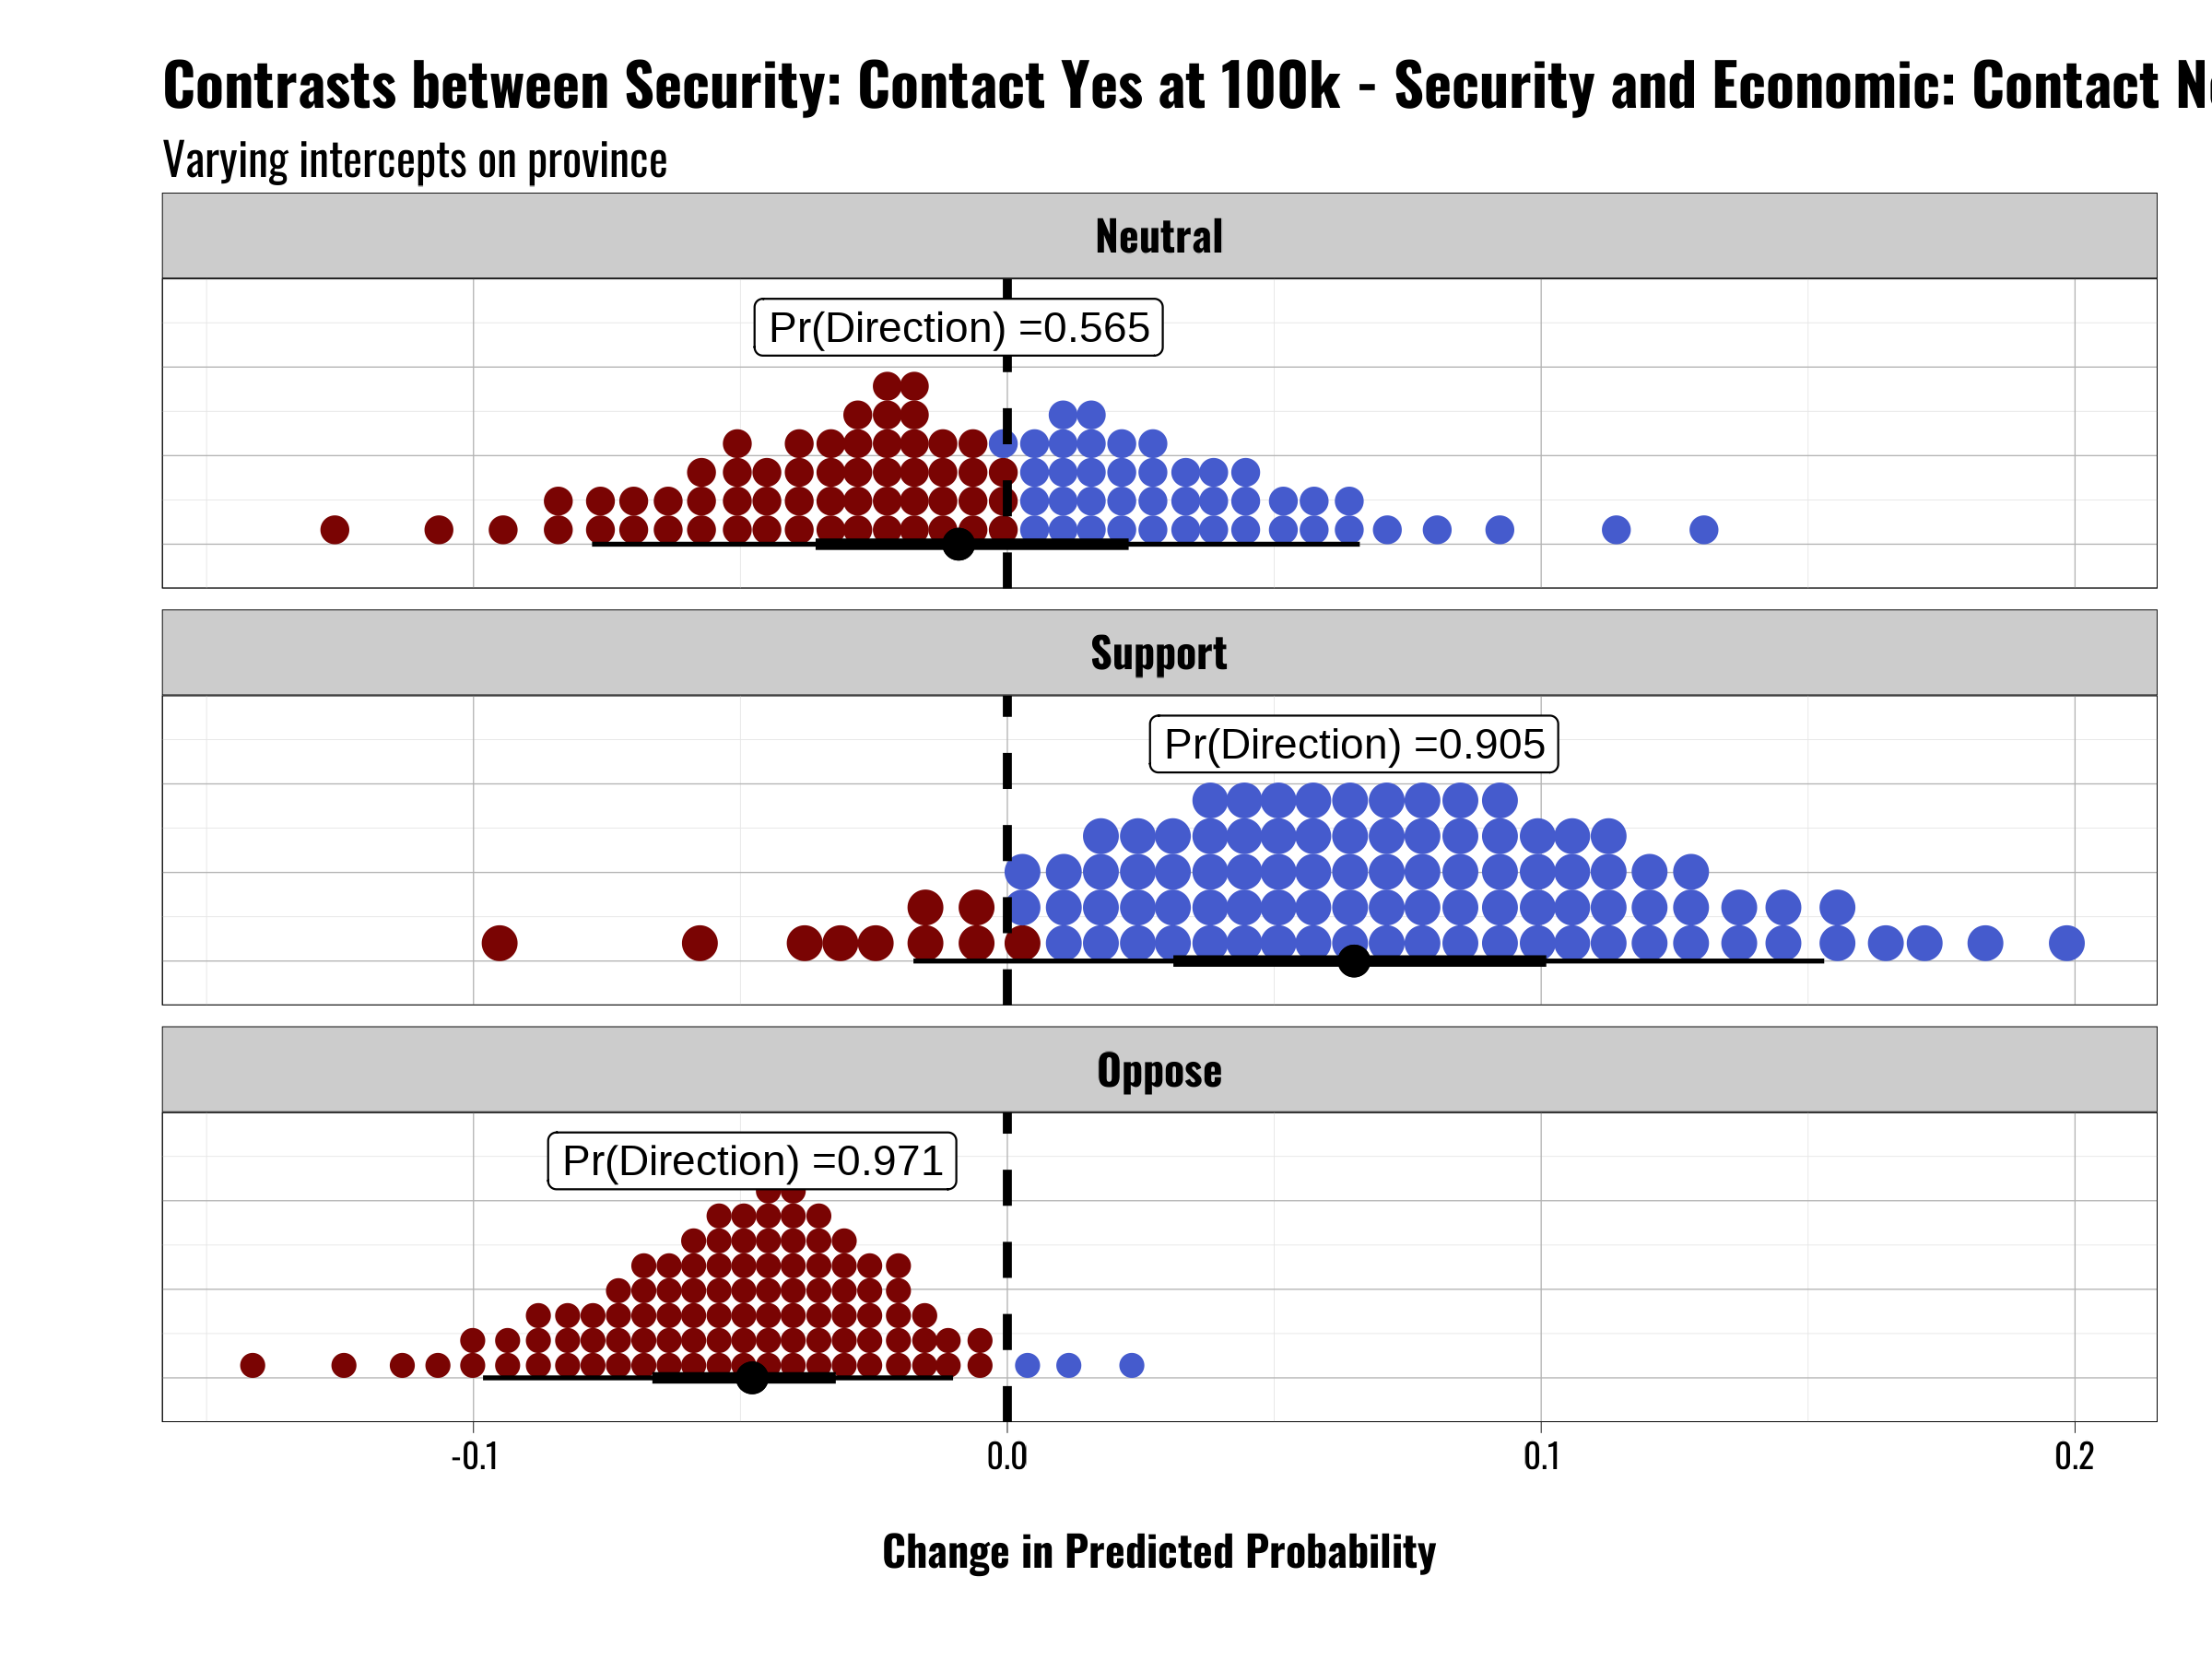 Contrasts between Security: Contact Yes at 100k - Security and Economic: Contact
Varying intercepts on province
Neutral
Pr(Direction) =0.565
Support
Pr(Direction) =0.905
Oppose
Pr(Direction) =0.971
-0.1 0.0 0.1 0.2
Change in Predicted Probability